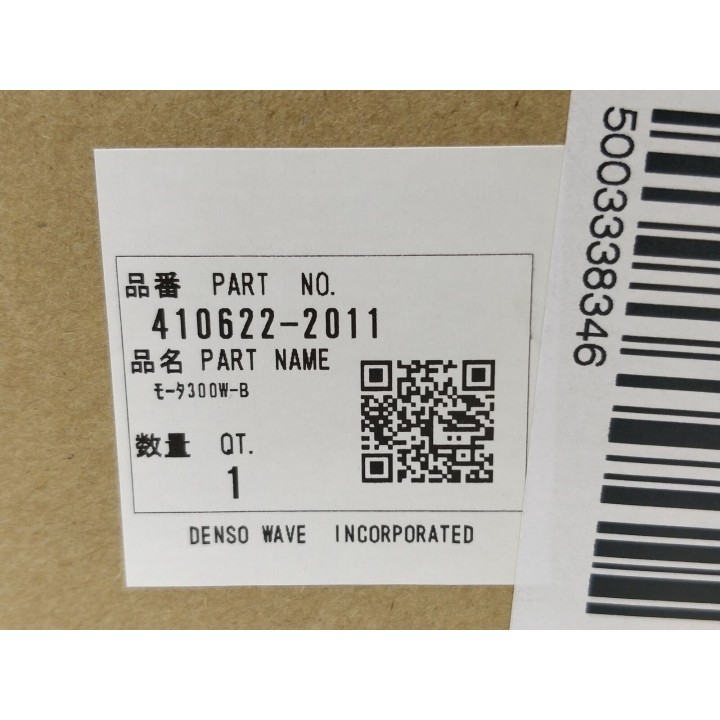 品番 PART NO.
410622-2011
品名 PART NAME
ﾓｰﾀ300W-B
数量 QT.
1
DENSO WAVE INCORPORATED
5003338346